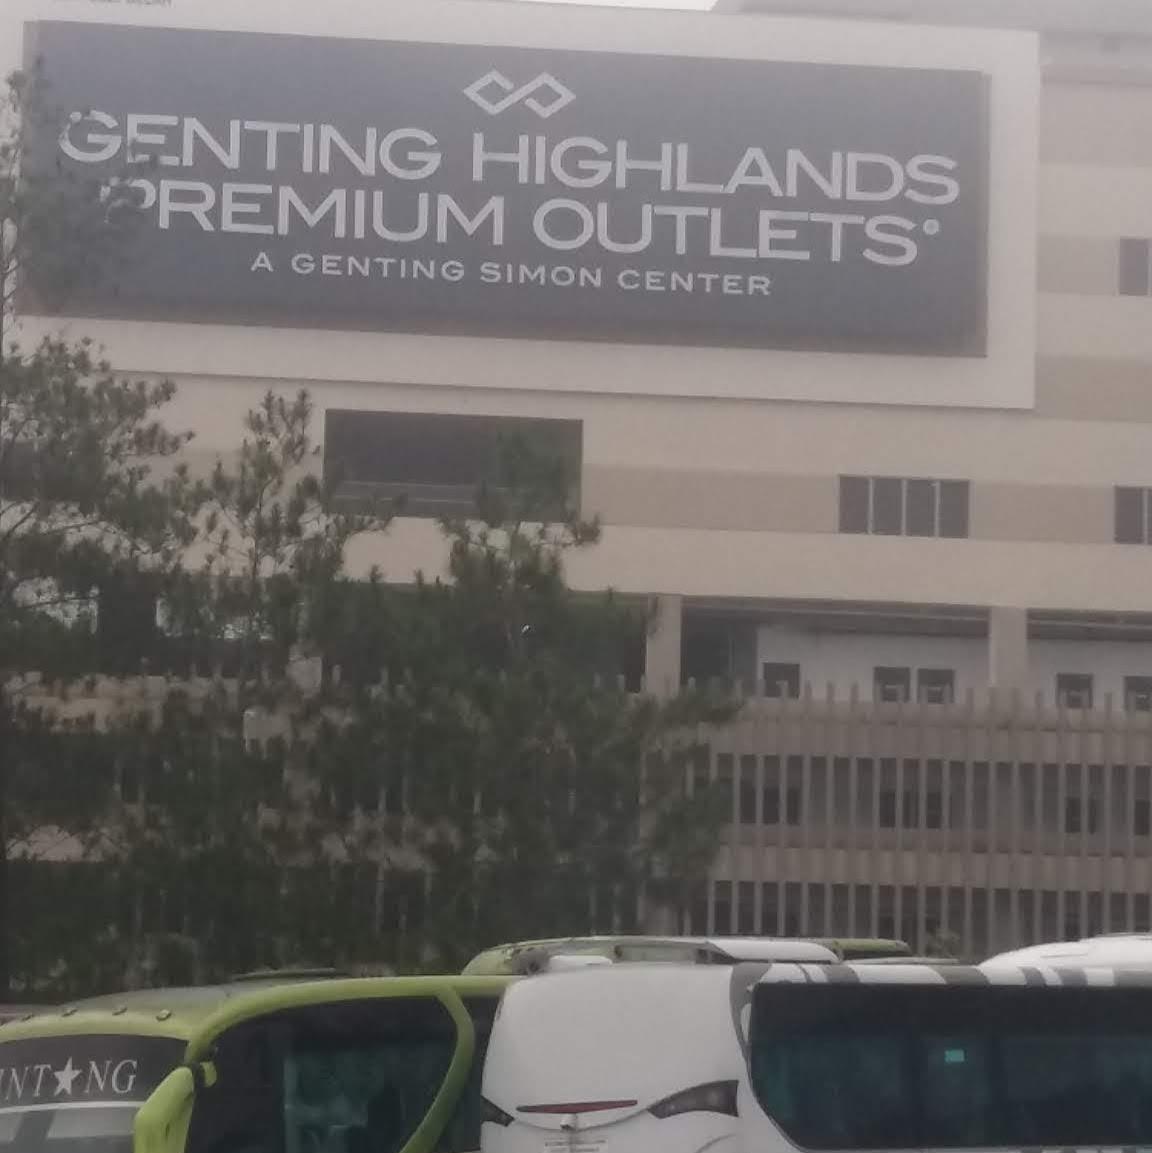 GENTING HIGHLANDS
PREMIUM OUTLETS®
A GENTING SIMON CENTER
INT★NG